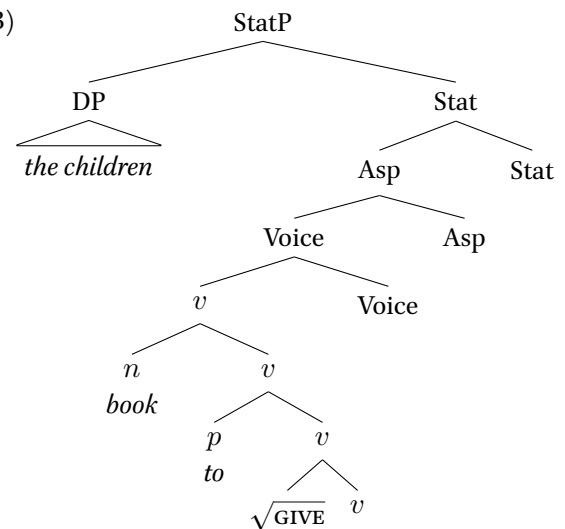 3)
StatP
DP Stat
the children Asp Stat
Voice Asp
v Voice
n v
book
p v
to
√GIVE v